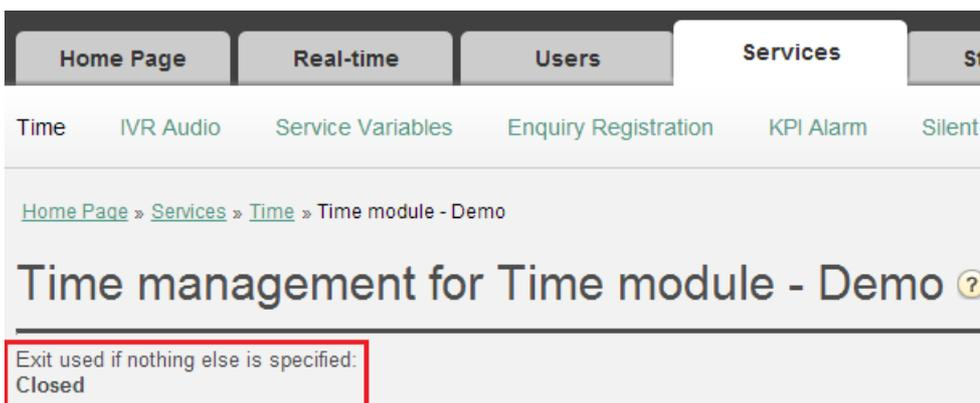 Home Page Real-time Users Services
Time IVR Audio Service Variables Enquiry Registration KPI Alarm Silent
Home Page » Services » Time » Time module - Demo
Time management for Time module - Demo ?
Exit used if nothing else is specified:
Closed